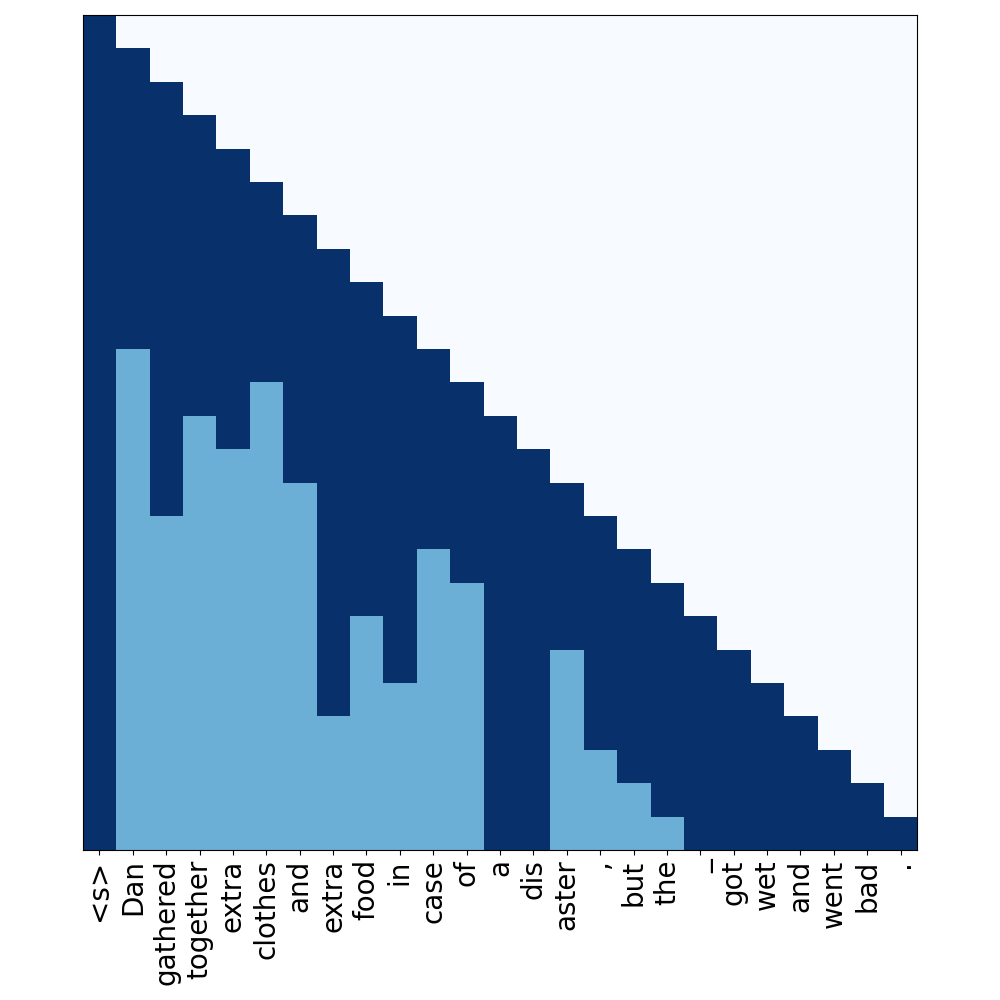 <s> Dan gathered together extra clothes and extra food in case of a dis aster , but the _ got wet and went bad .